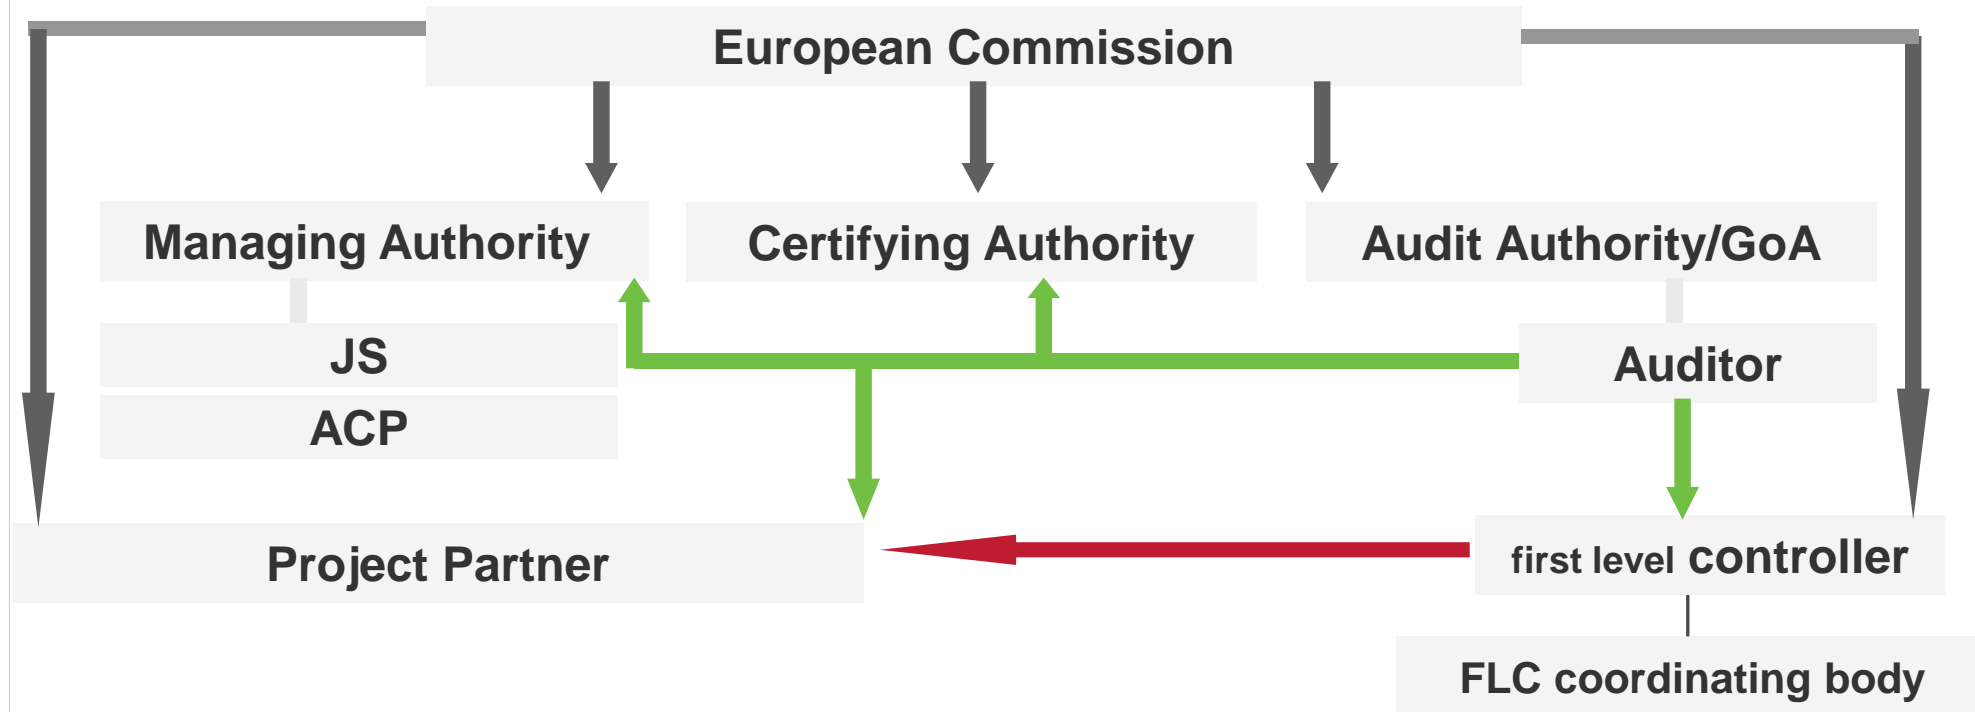 European Commission
Managing Authority
Certifying Authority
Audit Authority/GoA
JS
Auditor
ACP
Project Partner
first level controller
FLC coordinating body